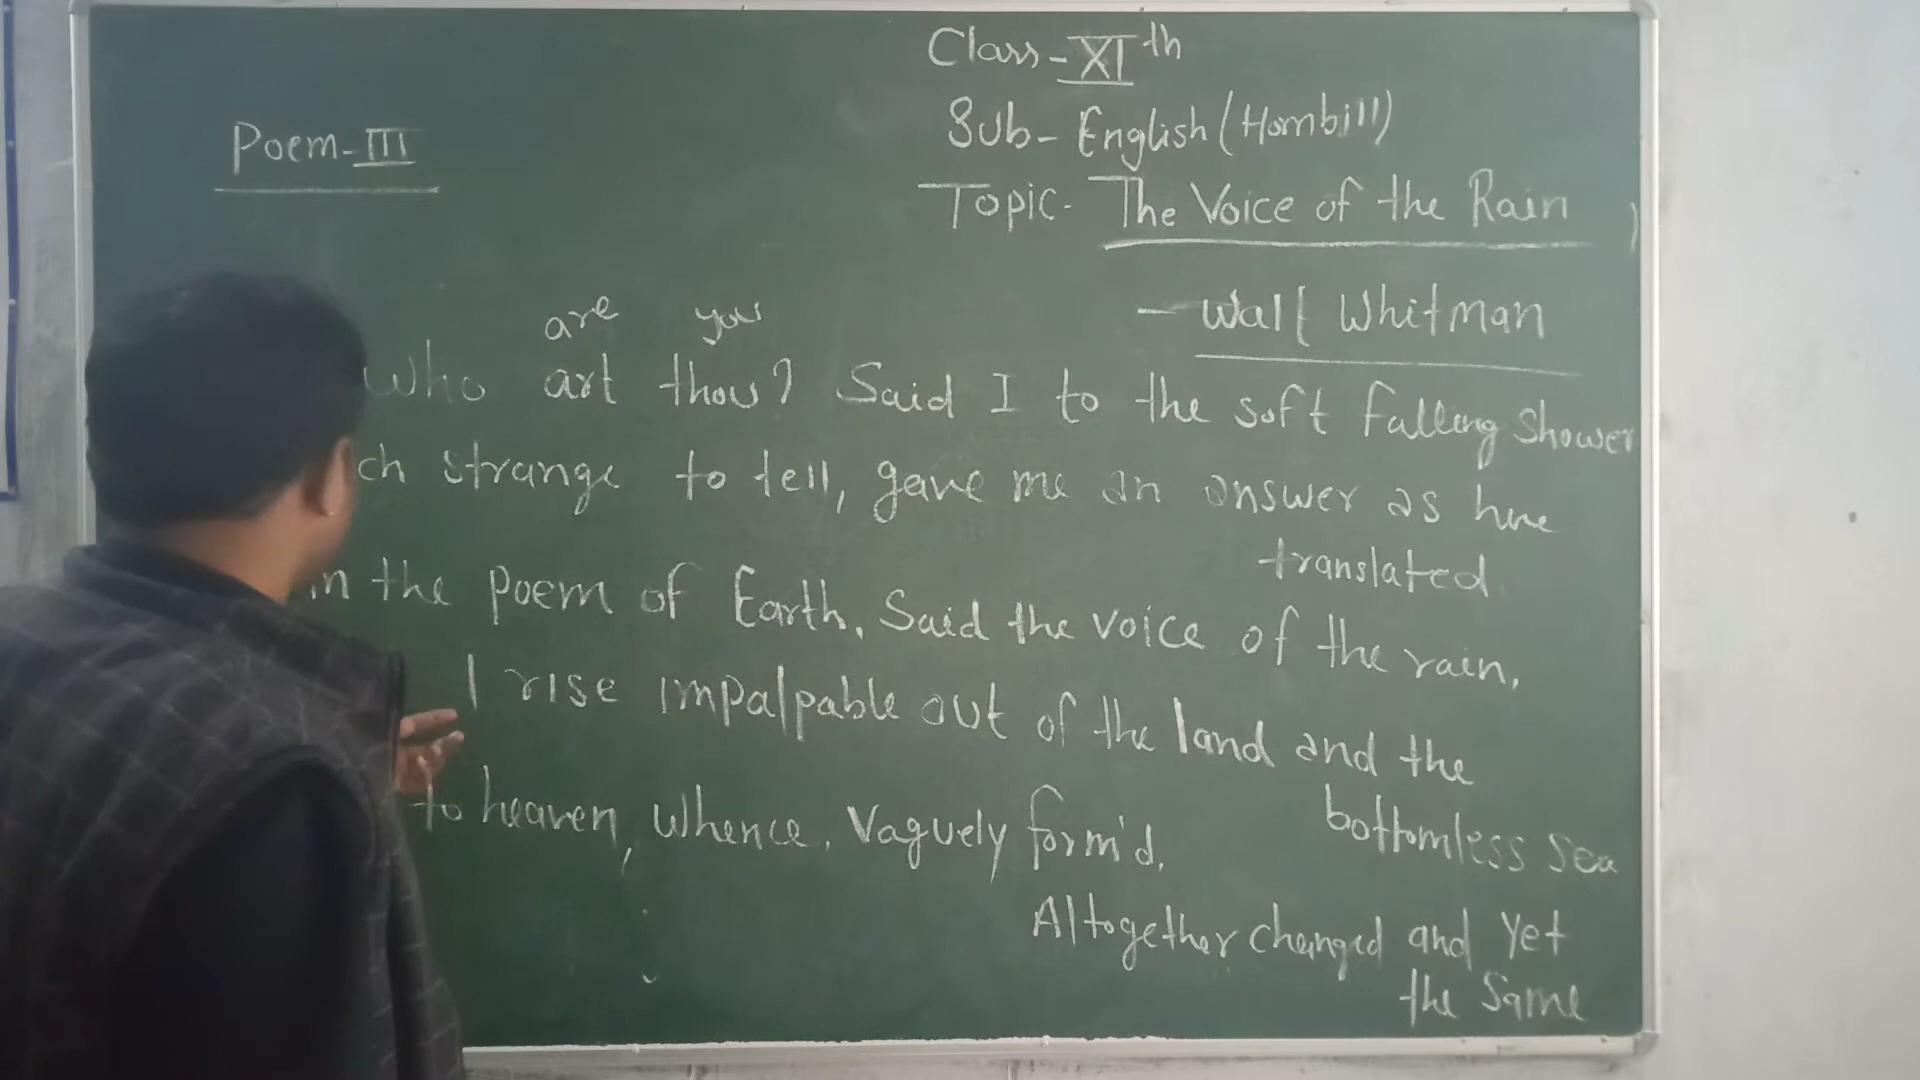 Class-XIth
Sub- English (Hornbill)
Poem-III
Topic- The Voice of the Rain
- Walt Whitman
are you
Who art thou? Said I to the soft falling Shower
ch strange to tell, gave me an answer as here
translated
in the Poem of Earth, Said the voice of the rain,
I rise impalpable out of the land and the
bottomless Sea
to heaven, Whence, Vaguely form'd,
Altogether changed and Yet
the Same